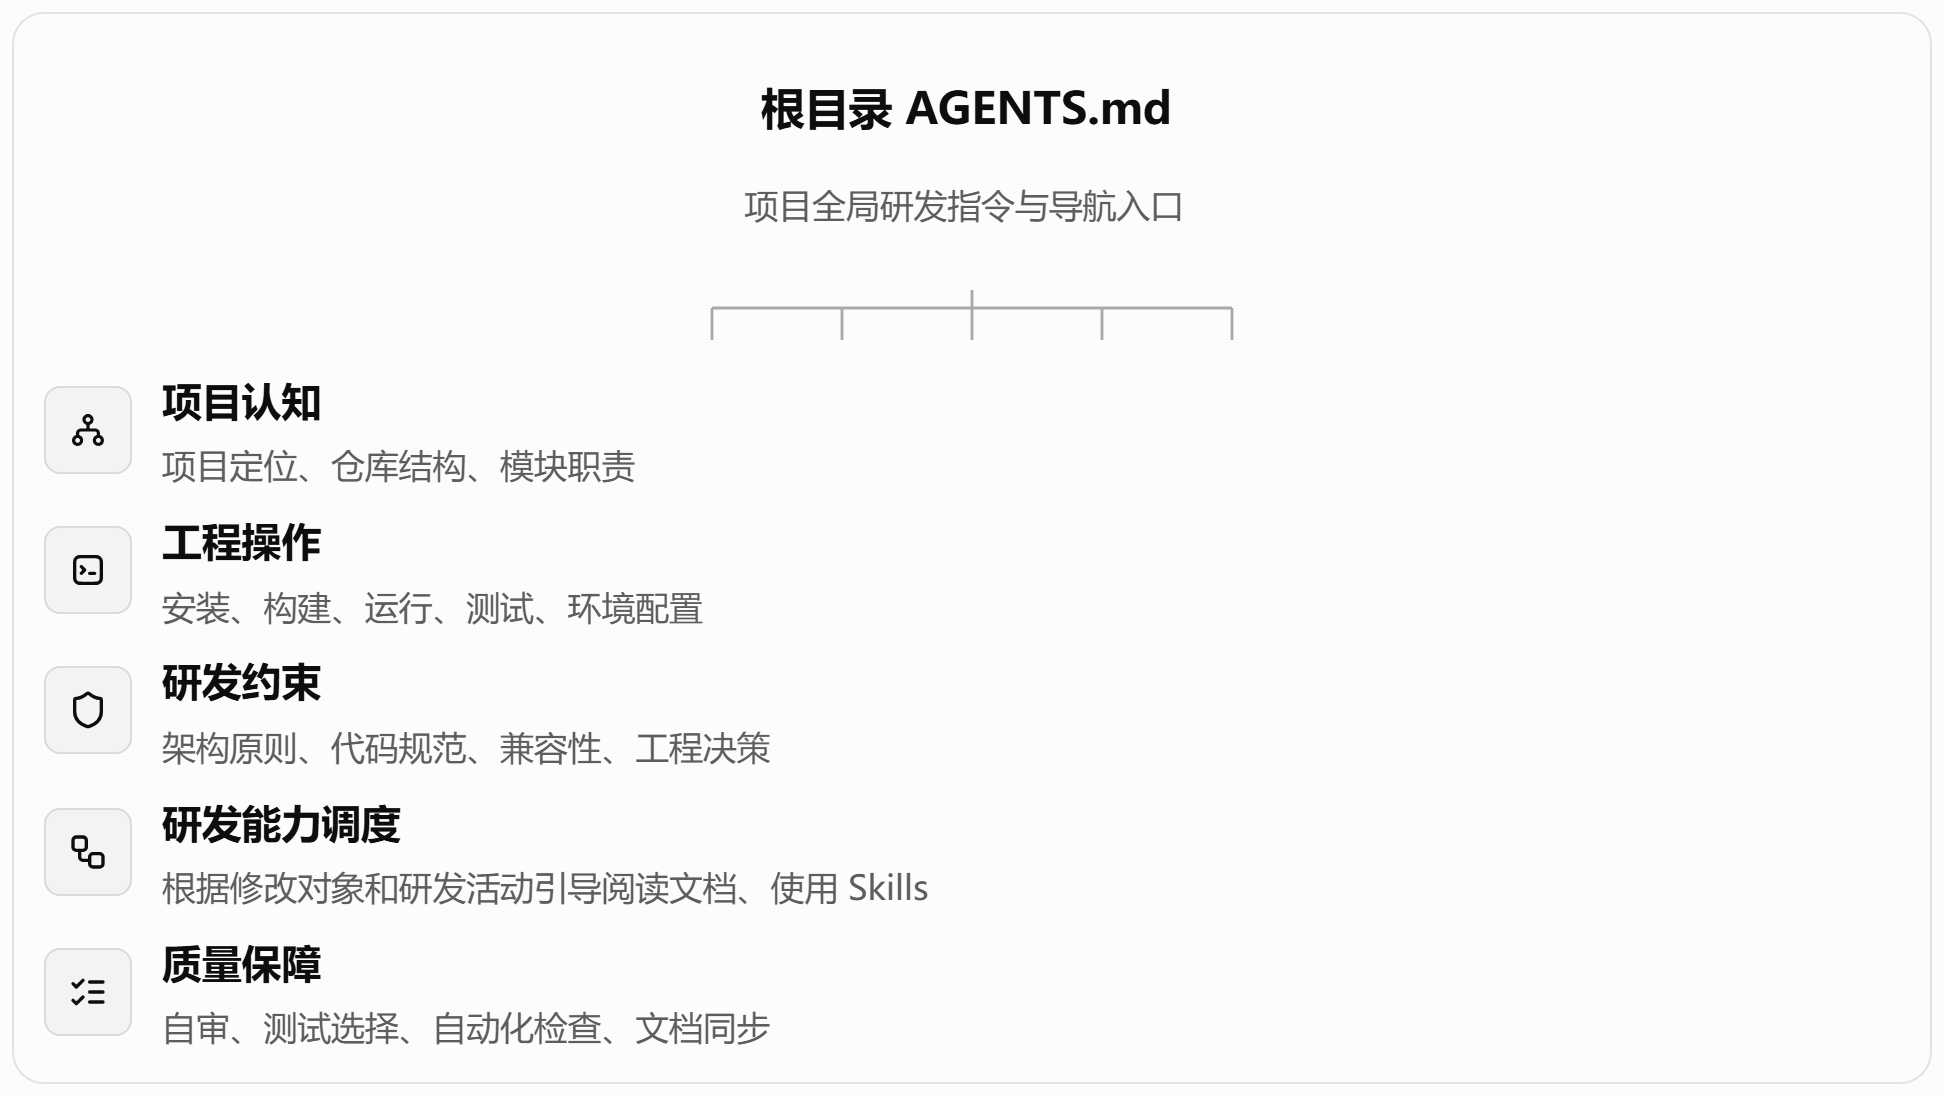 根目录 AGENTS.md
项目全局研发指令与导航入口
项目认知
项目定位、仓库结构、模块职责
工程操作
安装、构建、运行、测试、环境配置
研发约束
架构原则、代码规范、兼容性、工程决策
研发能力调度
根据修改对象和研发活动引导阅读文档、使用 Skills
质量保障
自审、测试选择、自动化检查、文档同步